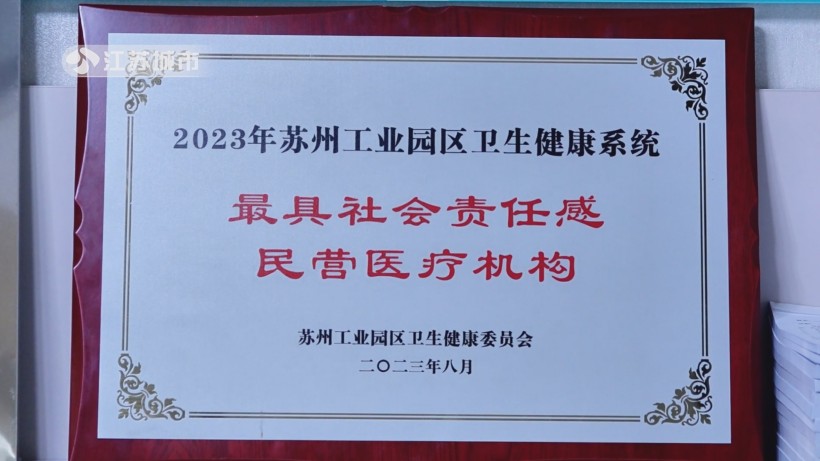 江苏城市
2023年苏州工业园区卫生健康系统
最具社会责任感
民营医疗机构
苏州工业园区卫生健康委员会
二〇二三年八月